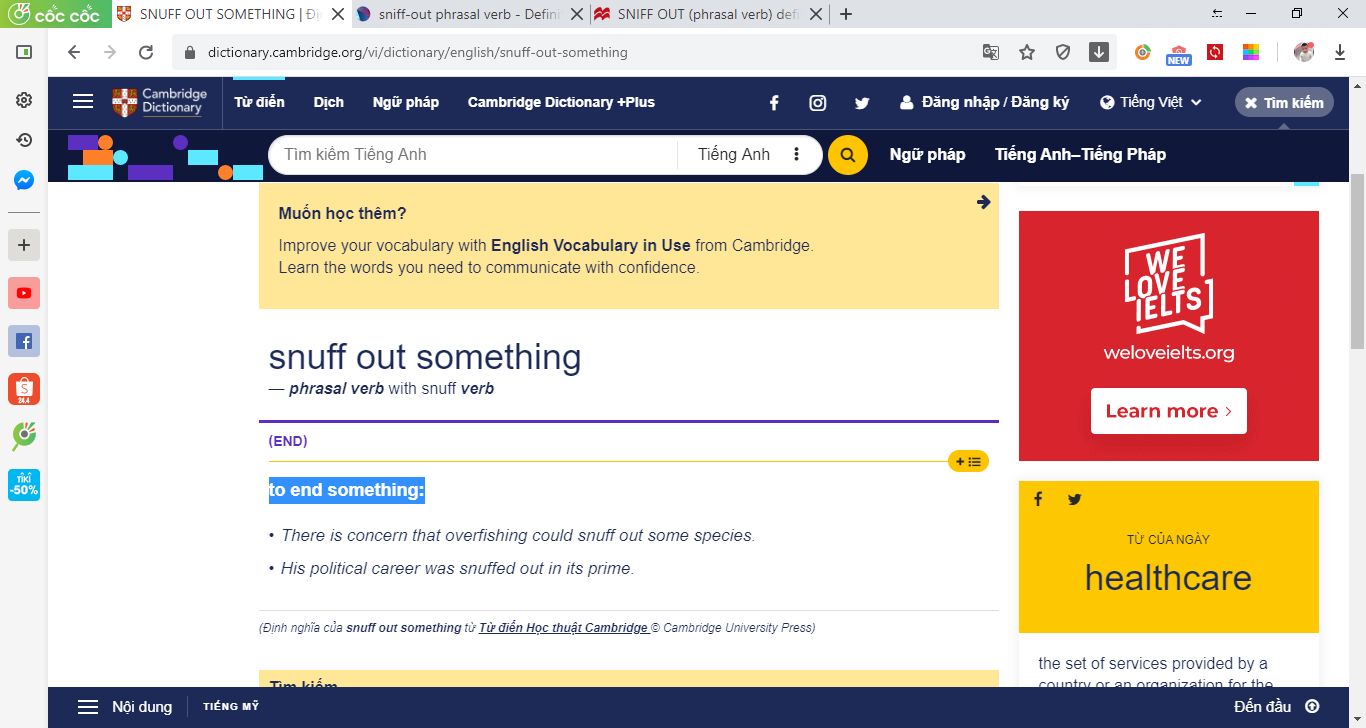 cốc cốc
SNUFF OUT SOMETHING | Đị
sniff-out phrasal verb - Defini
SNIFF OUT (phrasal verb) defi
dictionary.cambridge.org/vi/dictionary/english/snuff-out-something
NEW
Cambridge
Dictionary
Từ điển
Dịch
Ngữ pháp
Cambridge Dictionary +Plus
Đăng nhập / Đăng ký
Tiếng Việt
Tìm kiếm
Tìm kiếm Tiếng Anh
Tiếng Anh
Ngữ pháp
Tiếng Anh–Tiếng Pháp
Muốn học thêm?
Improve your vocabulary with English Vocabulary in Use from Cambridge.
Learn the words you need to communicate with confidence.
snuff out something
— phrasal verb with snuff verb
(END)
to end something:
• There is concern that overfishing could snuff out some species.
• His political career was snuffed out in its prime.
(Định nghĩa của snuff out something từ Từ điển Học thuật Cambridge © Cambridge University Press)
Tìm kiếm
WE
LOVE
IELTS
weloveielts.org
Learn more
TỪ CỦA NGÀY
healthcare
the set of services provided by a
country or an organization for the
S
24.4
TIKI
-50%
Nội dung
TIẾNG MỸ
Đến đầu